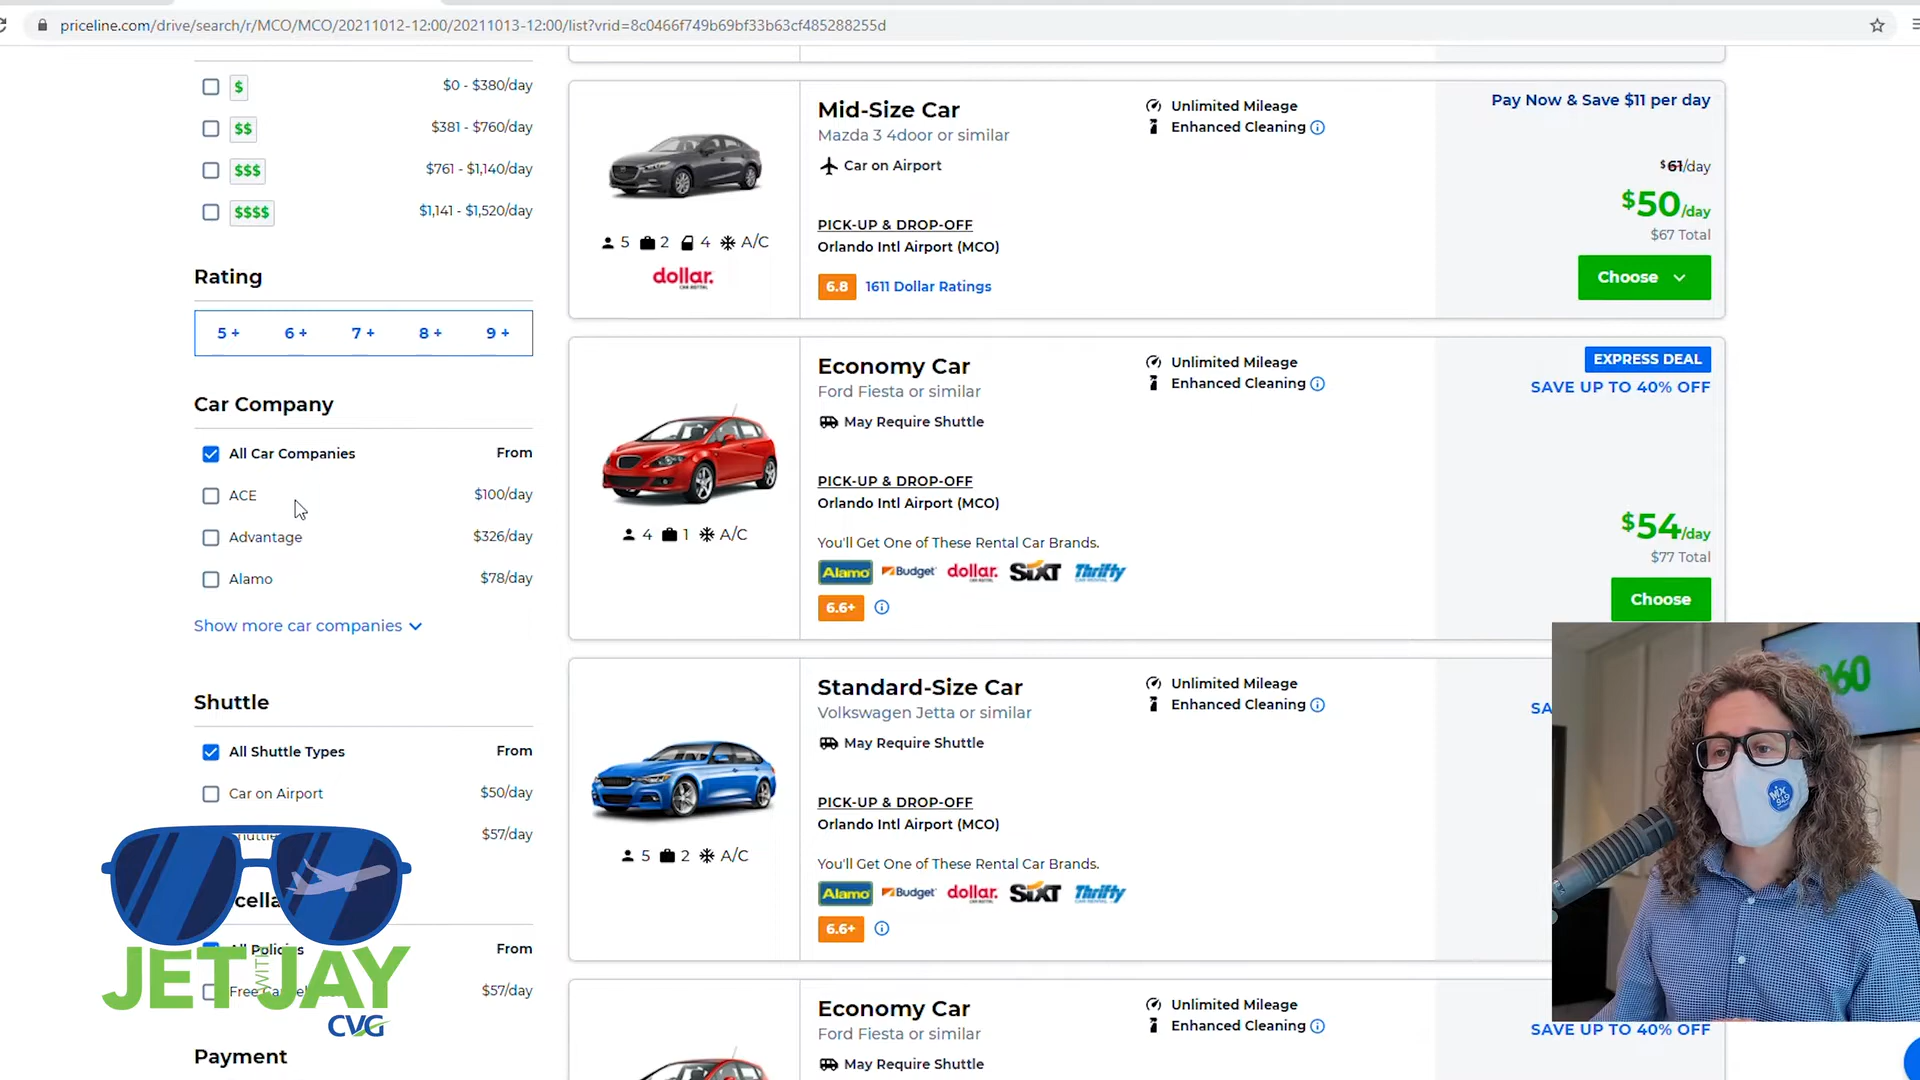 priceline.com/drive/search/r/MCO/MCO/20211012-12:00/20211013-12:00/list?vrid=8c0466f749b69bf33b63cf485288255d
$ $0 - $380/day
$$ $381 - $760/day
$$$ $761 - $1,140/day
$$$$ $1,141 - $1,520/day
Rating
5 + 6 + 7 + 8 + 9 +
Car Company
All Car Companies From
ACE $100/day
Advantage $326/day
Alamo $78/day
Show more car companies
Shuttle
All Shuttle Types From
Car on Airport $50/day
$57/day
All Policies From
$57/day
Payment
JET WITH JAY
CVG
Mid-Size Car
Mazda 3 4door or similar
Car on Airport
Unlimited Mileage
Enhanced Cleaning
PICK-UP & DROP-OFF
Orlando Intl Airport (MCO)
5 2 4 A/C
dollar.
CAR RENTAL
6.8 1611 Dollar Ratings
Pay Now & Save $11 per day
$61/day
$50/day
$67 Total
Choose
Economy Car
Ford Fiesta or similar
May Require Shuttle
Unlimited Mileage
Enhanced Cleaning
PICK-UP & DROP-OFF
Orlando Intl Airport (MCO)
4 1 A/C
You'll Get One of These Rental Car Brands.
Alamo Budget dollar. SIXT Thrifty
6.6+
EXPRESS DEAL
SAVE UP TO 40% OFF
$54/day
$77 Total
Choose
Standard-Size Car
Volkswagen Jetta or similar
May Require Shuttle
Unlimited Mileage
Enhanced Cleaning
SA
PICK-UP & DROP-OFF
Orlando Intl Airport (MCO)
5 2 A/C
You'll Get One of These Rental Car Brands.
Alamo Budget dollar. SIXT Thrifty
6.6+
Economy Car
Ford Fiesta or similar
May Require Shuttle
Unlimited Mileage
Enhanced Cleaning
SAVE UP TO 40% OFF
960
MIX
94.9